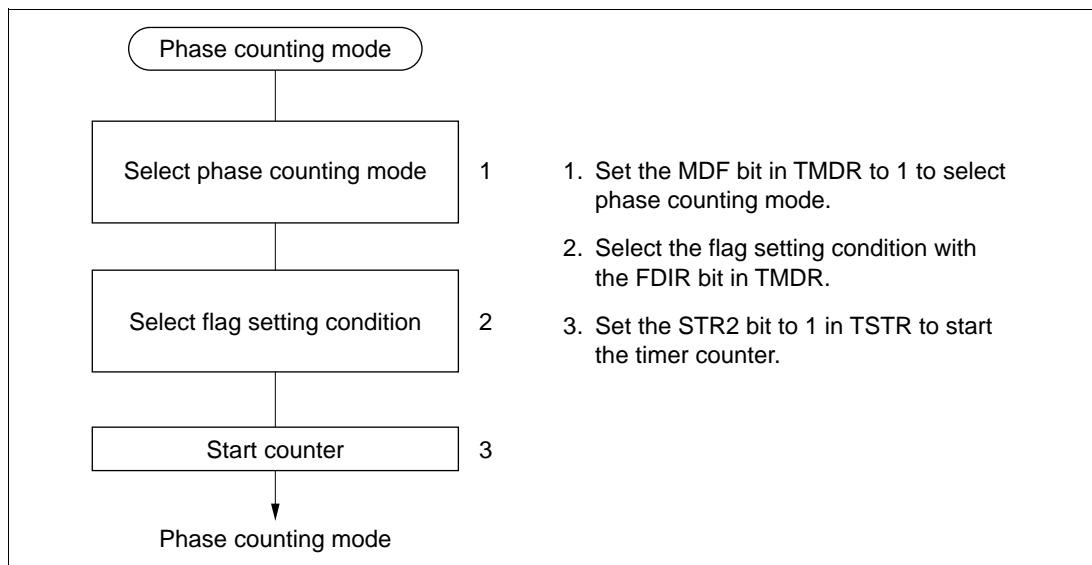 Phase counting mode
Select phase counting mode
1
Select flag setting condition
2
Start counter
3
Phase counting mode
1. Set the MDF bit in TMDR to 1 to select
phase counting mode.
2. Select the flag setting condition with
the FDIR bit in TMDR.
3. Set the STR2 bit to 1 in TSTR to start
the timer counter.